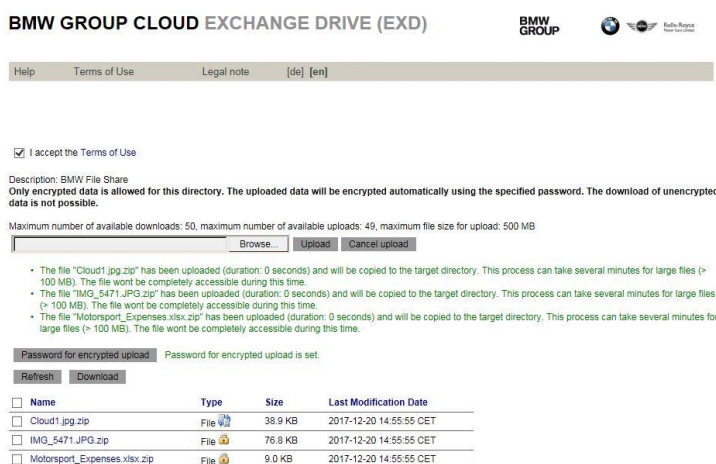 BMW GROUP CLOUD EXCHANGE DRIVE (EXD)
BMW GROUP
Rolls-Royce
Motor Cars Limited
Help Terms of Use Legal note [de] [en]
I accept the Terms of Use
Description: BMW File Share
Only encrypted data is allowed for this directory. The uploaded data will be encrypted automatically using the specified password. The download of unencrypted
data is not possible.
Maximum number of available downloads: 50, maximum number of available uploads: 49, maximum file size for upload: 500 MB
Browse... Upload Cancel upload
• The file "Cloud1.jpg.zip" has been uploaded (duration: 0 seconds) and will be copied to the target directory. This process can take several minutes for large files (>
100 MB). The file wont be completely accessible during this time.
• The file "IMG_5471.JPG.zip" has been uploaded (duration: 0 seconds) and will be copied to the target directory. This process can take several minutes for large files
(> 100 MB). The file wont be completely accessible during this time.
• The file "Motorsport_Expenses.xlsx.zip" has been uploaded (duration: 0 seconds) and will be copied to the target directory. This process can take several minutes for
large files (> 100 MB). The file wont be completely accessible during this time.
Password for encrypted upload Password for encrypted upload is set.
Refresh Download
Name Type Size Last Modification Date
Cloud1.jpg.zip File 38.9 KB 2017-12-20 14:55:55 CET
IMG_5471.JPG.zip File 76.8 KB 2017-12-20 14:55:55 CET
Motorsport_Expenses.xlsx.zip File 9.0 KB 2017-12-20 14:55:55 CET